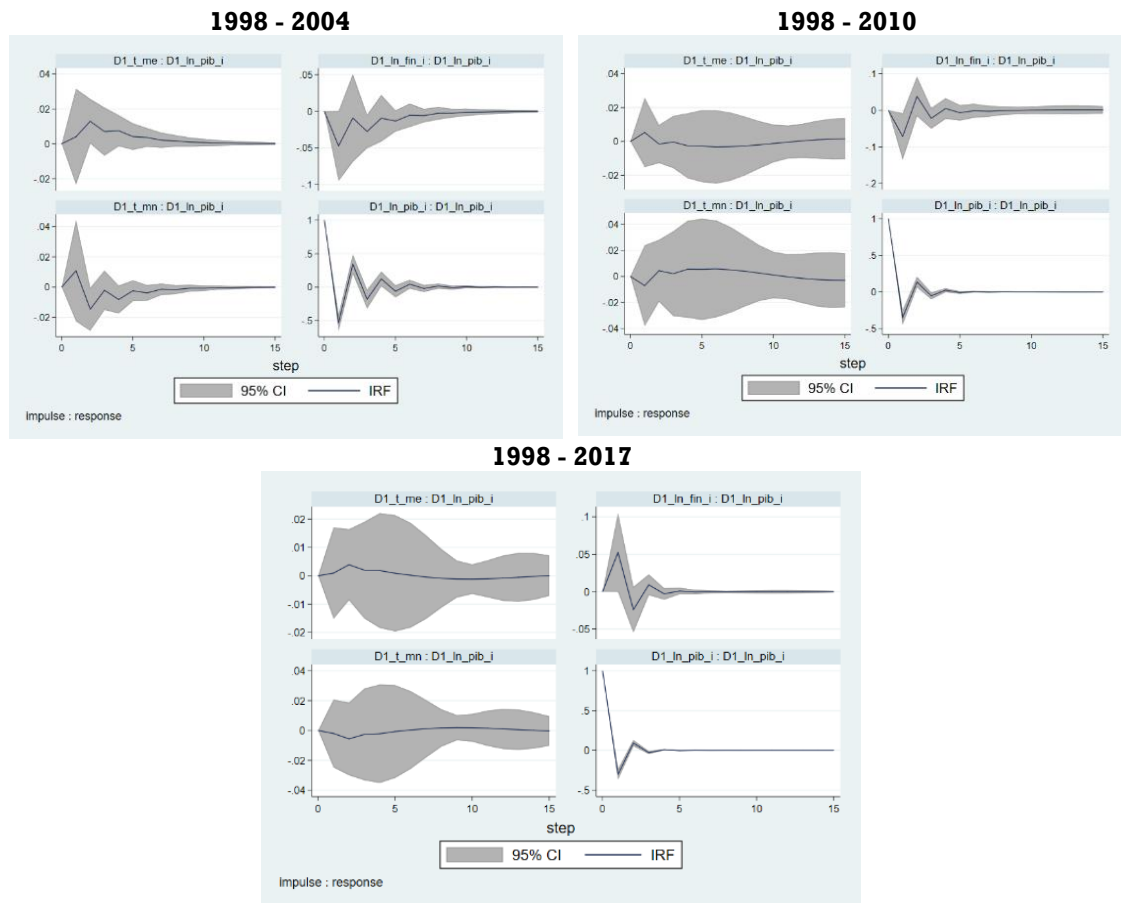 1998 - 2004
D1_t_me : D1_ln_pib_i
D1_ln_fin_i : D1_ln_pib_i
.04
.02
0
-.02
.05
0
-.05
-.1
D1_t_mn : D1_ln_pib_i
D1_ln_pib_i : D1_ln_pib_i
.04
.02
0
-.02
1
.5
0
-.5
0
5
10
15
0
5
10
15
step
95% CI
IRF
impulse : response
1998 - 2010
D1_t_me : D1_ln_pib_i
D1_ln_fin_i : D1_ln_pib_i
.04
.02
0
-.02
.1
0
-.1
-.2
D1_t_mn : D1_ln_pib_i
D1_ln_pib_i : D1_ln_pib_i
.04
.02
0
-.02
-.04
1
.5
0
-.5
0
5
10
15
0
5
10
15
step
95% CI
IRF
impulse : response
1998 - 2017
D1_t_me : D1_ln_pib_i
D1_ln_fin_i : D1_ln_pib_i
.02
.01
0
-.01
-.02
.1
.05
0
-.05
D1_t_mn : D1_ln_pib_i
D1_ln_pib_i : D1_ln_pib_i
.04
.02
0
-.02
-.04
1
.5
0
-.5
0
5
10
15
0
5
10
15
step
95% CI
IRF
impulse : response